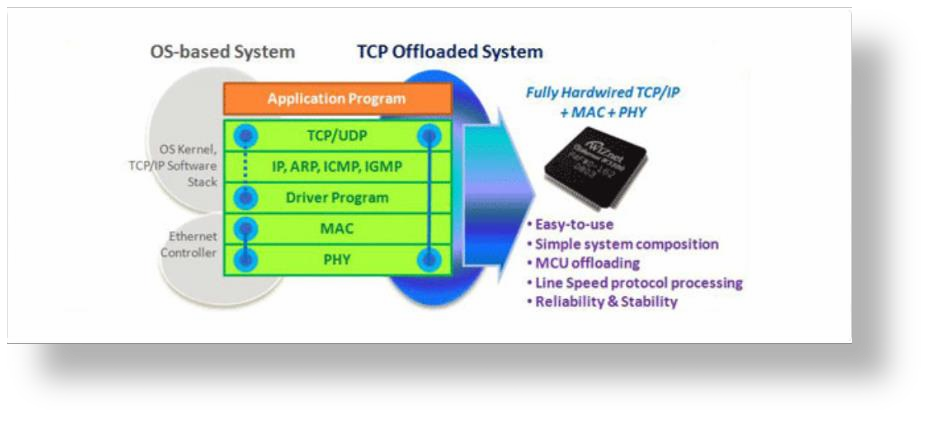 OS-based System
TCP Offloaded System
Application Program
TCP/UDP
IP, ARP, ICMP, IGMP
Driver Program
MAC
PHY
OS Kernel,
TCP/IP Software
Stack
Ethernet
Controller
Fully Hardwired TCP/IP
+ MAC + PHY
WIZnet
• Easy-to-use
• Simple system composition
• MCU offloading
• Line Speed protocol processing
• Reliability & Stability